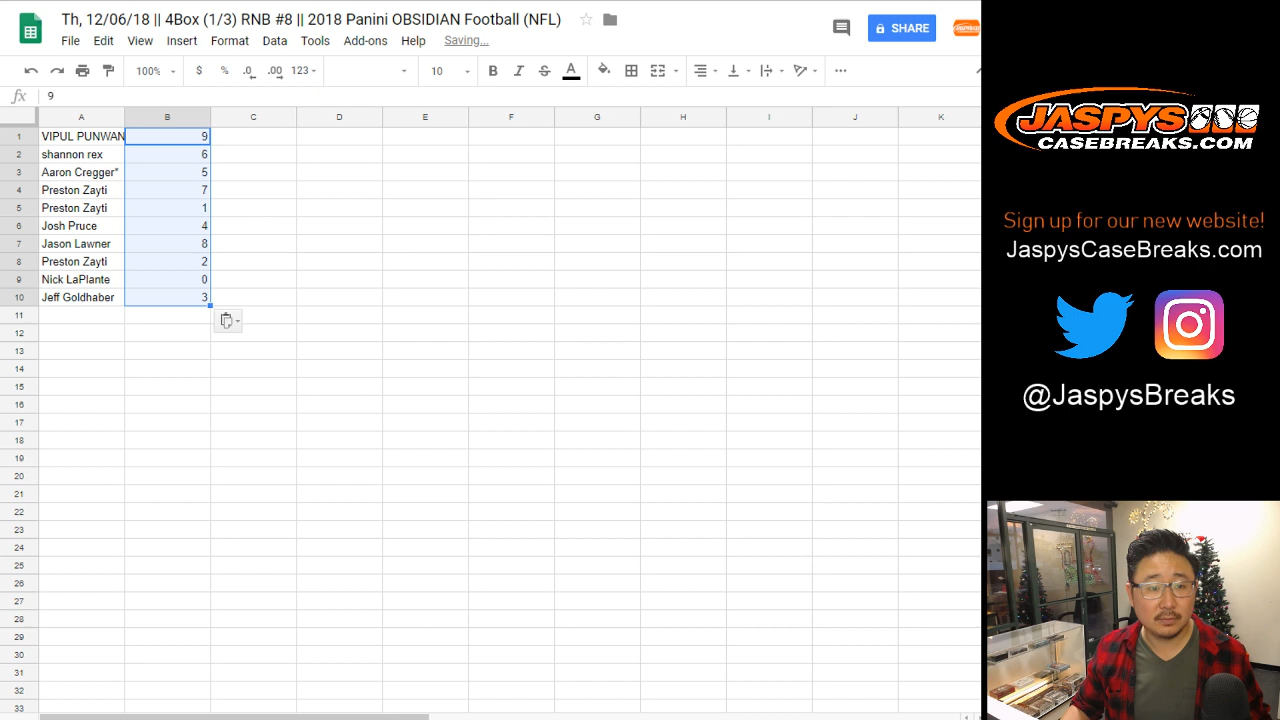 Th, 12/06/18 || 4Box (1/3) RNB #8 || 2018 Panini OBSIDIAN Football (NFL)
File Edit View Insert Format Data Tools Add-ons Help Saving...
SHARE
100% $ % .0 .00 123 10 B I S A
fx 9
A B C D E F G H I J K
1 VIPUL PUNWAN 9
2 shannon rex 6
3 Aaron Cregger* 5
4 Preston Zayti 7
5 Preston Zayti 1
6 Josh Pruce 4
7 Jason Lawner 8
8 Preston Zayti 2
9 Nick LaPlante 0
10 Jeff Goldhaber 3
11
12
13
14
15
16
17
18
19
20
21
22
23
24
25
26
27
28
29
30
31
32
33
JASPYS
CASEBREAKS.COM
Sign up for our new website!
JaspysCaseBreaks.com
@JaspysBreaks